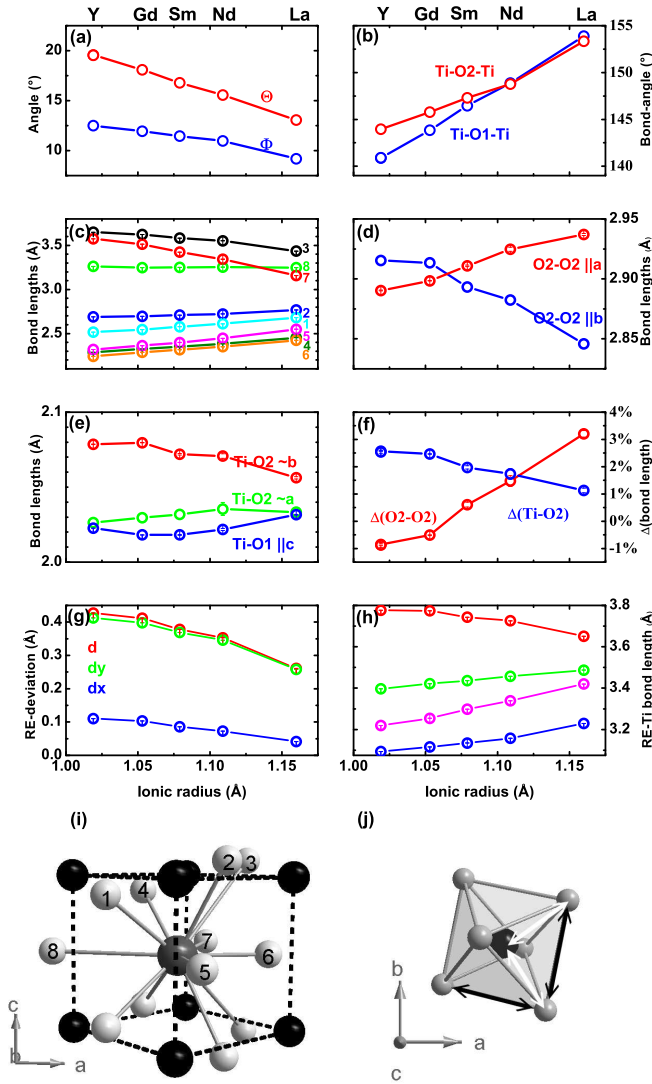 Y Gd Sm Nd La Y Gd Sm Nd La
(a)
20
15
10
Angle (°)
Θ
Φ
(b)
155
150
145
140
Bond-angle (°)
Ti-O2-Ti
Ti-O1-Ti
(c)
3.5
3.0
2.5
Bond lengths (Å)
3
8
7
2
1
5
4
6
(d)
2.95
2.90
2.85
Bond lengths (Å)
O2-O2 ||a
O2-O2 ||b
(e)
2.1
2.0
Bond lengths (Å)
Ti-O2 ~b
Ti-O2 ~a
Ti-O1 ||c
(f)
4%
3%
2%
1%
0%
-1%
Δ(bond length)
Δ(O2-O2)
Δ(Ti-O2)
(g)
0.4
0.3
0.2
0.1
0.0
RE-deviation (Å)
d
dy
dx
1.00 1.05 1.10 1.15
Ionic radius (Å)
(h)
3.8
3.6
3.4
3.2
RE-Ti bond length (Å)
1.00 1.05 1.10 1.15
Ionic radius (Å)
(i)
1
4
2
3
8
7
5
6
c
b
a
(j)
b
a
c